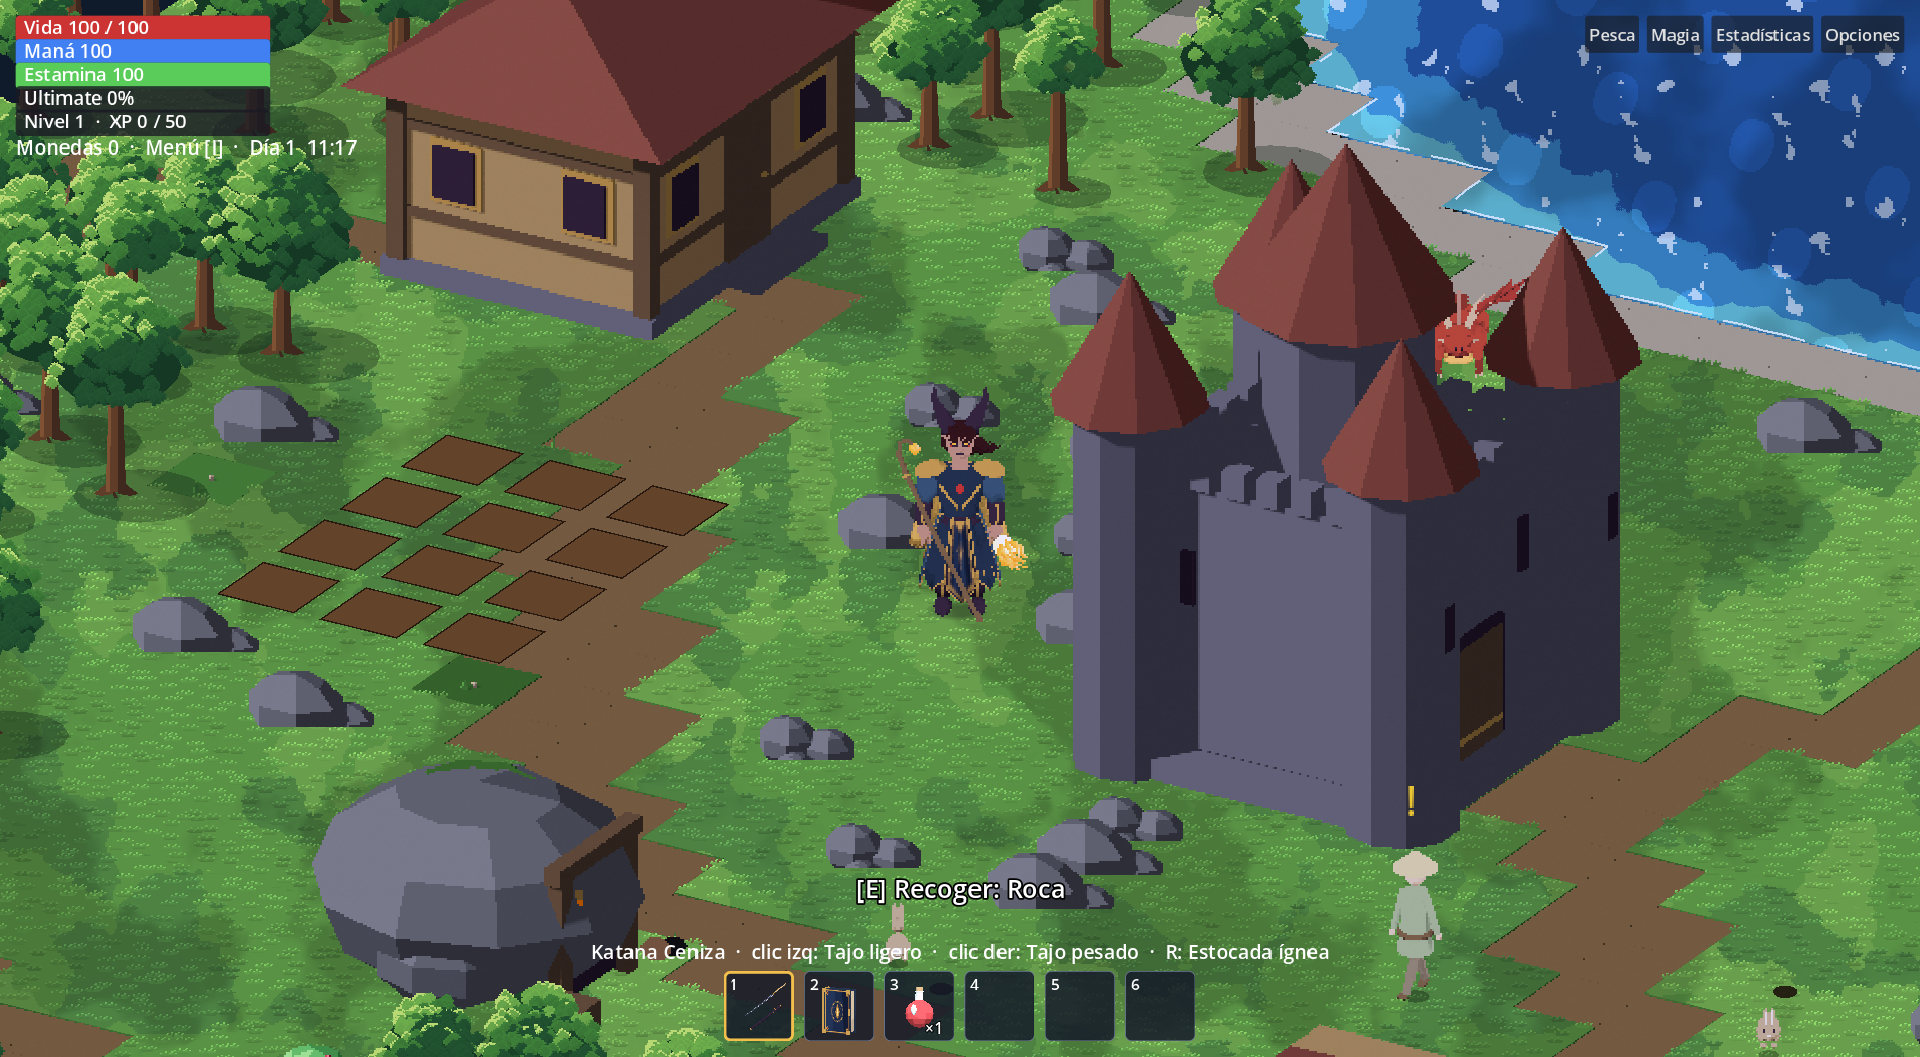 Vida 100 / 100
Maná 100
Estamina 100
Ultimate 0%
Nivel 1 · XP 0 / 50
Monedas 0 · Menú [I] · Día 1 11:17
Pesca Magia Estadísticas Opciones
[E] Recoger: Roca
Katana Ceniza · clic izq: Tajo ligero · clic der: Tajo pesado · R: Estocada ígnea
1 2 3 4 5 6
×1